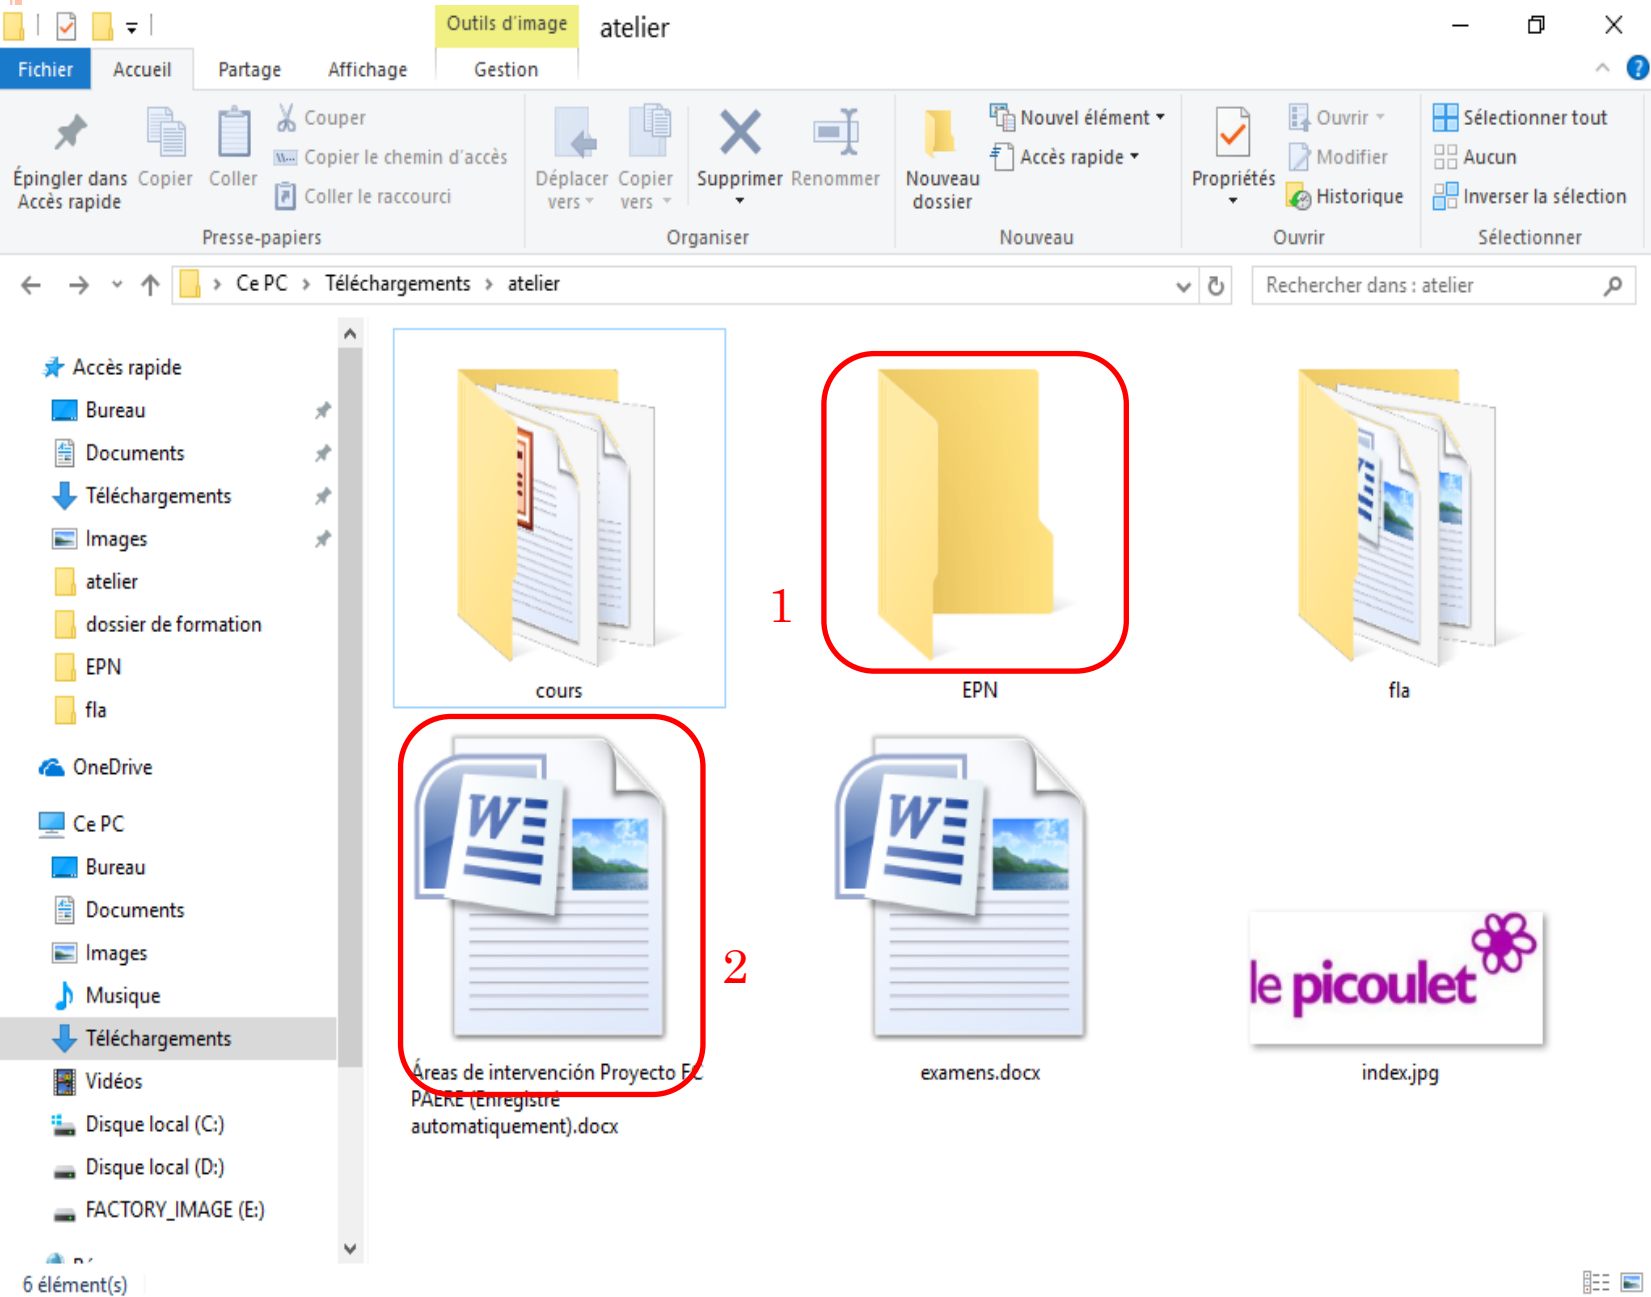 Outils d'image
atelier
Fichier
Accueil
Partage
Affichage
Gestion
Épingler dans
Accès rapide
Copier
Coller
Couper
Copier le chemin d'accès
Coller le raccourci
Presse-papiers
Déplacer
vers
Copier
vers
Supprimer
Renommer
Organiser
Nouveau
dossier
Nouvel élément
Accès rapide
Nouveau
Propriétés
Ouvrir
Modifier
Historique
Ouvrir
Sélectionner tout
Aucun
Inverser la sélection
Sélectionner
Ce PC > Téléchargements > atelier
Rechercher dans : atelier
Accès rapide
Bureau
Documents
Téléchargements
Images
atelier
dossier de formation
EPN
fla
OneDrive
Ce PC
Bureau
Documents
Images
Musique
Téléchargements
Vidéos
Disque local (C:)
Disque local (D:)
FACTORY_IMAGE (E:)
cours
1
EPN
fla
2
Áreas de intervención Proyecto EC
PAERE (Enregistré
automatiquement).docx
examens.docx
le picoulet
index.jpg
6 élément(s)